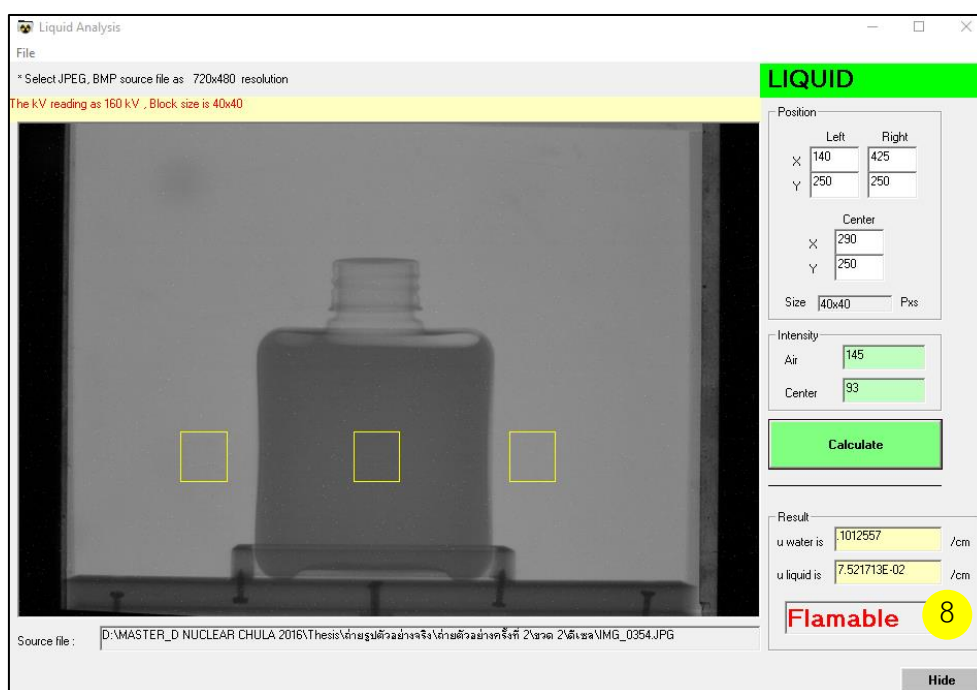 Liquid Analysis
File
* Select JPEG, BMP source file as 720x480 resolution
The kV reading as 160 kV , Block size is 40x40
LIQUID
Position
Left Right
X 140 425
Y 250 250
Center
X 290
Y 250
Size 40x40 Pxs
Intensity
Air 145
Center 93
Calculate
Result
u water is .1012557 /cm
u liquid is 7.521713E-02 /cm
Flamable 8
Source file : D:\MASTER_D NUCLEAR CHULA 2016\Thesis\ถ่ายรูปตัวอย่างจริง\ถ่ายตัวอย่างครั้งที่ 2\ขวด 2\ดีเซล\IMG_0354.JPG
Hide